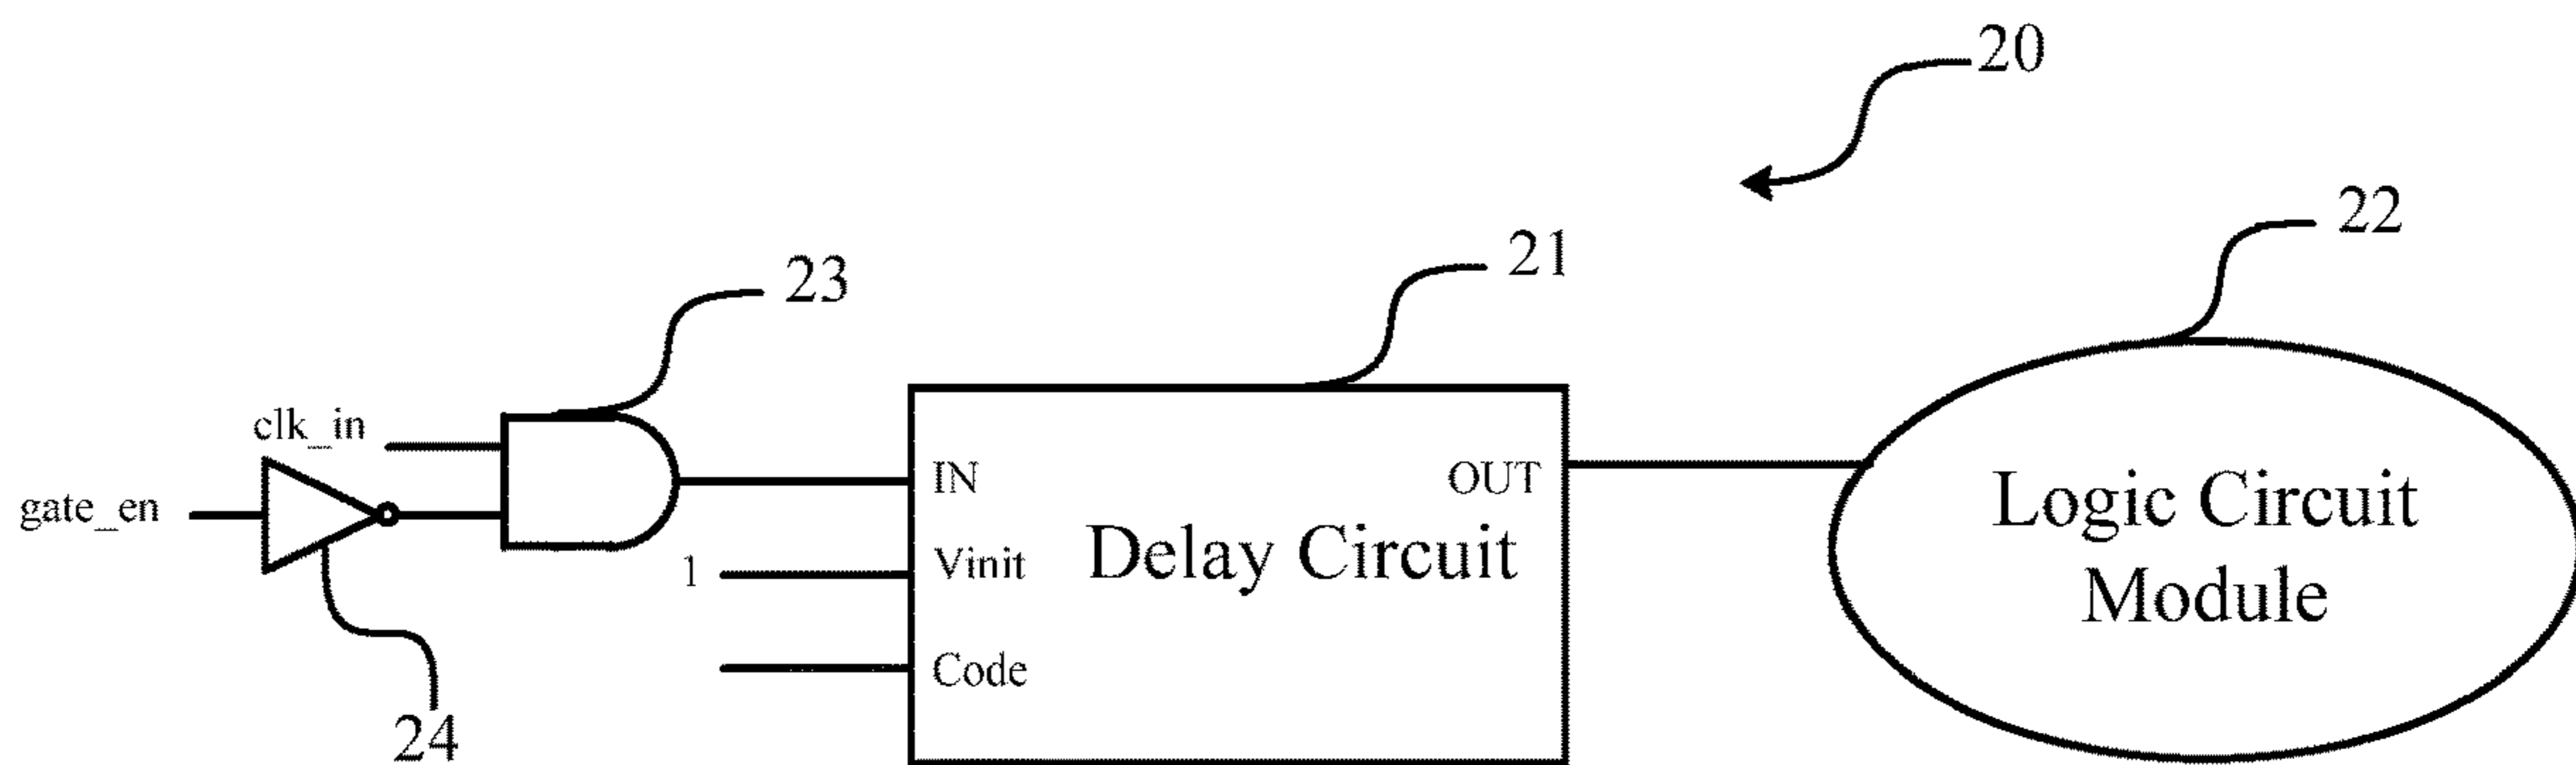 20
22
21
23
clk_in
gate_en
IN
OUT
Logic Circuit
Module
1
Vinit
Delay Circuit
Code
24